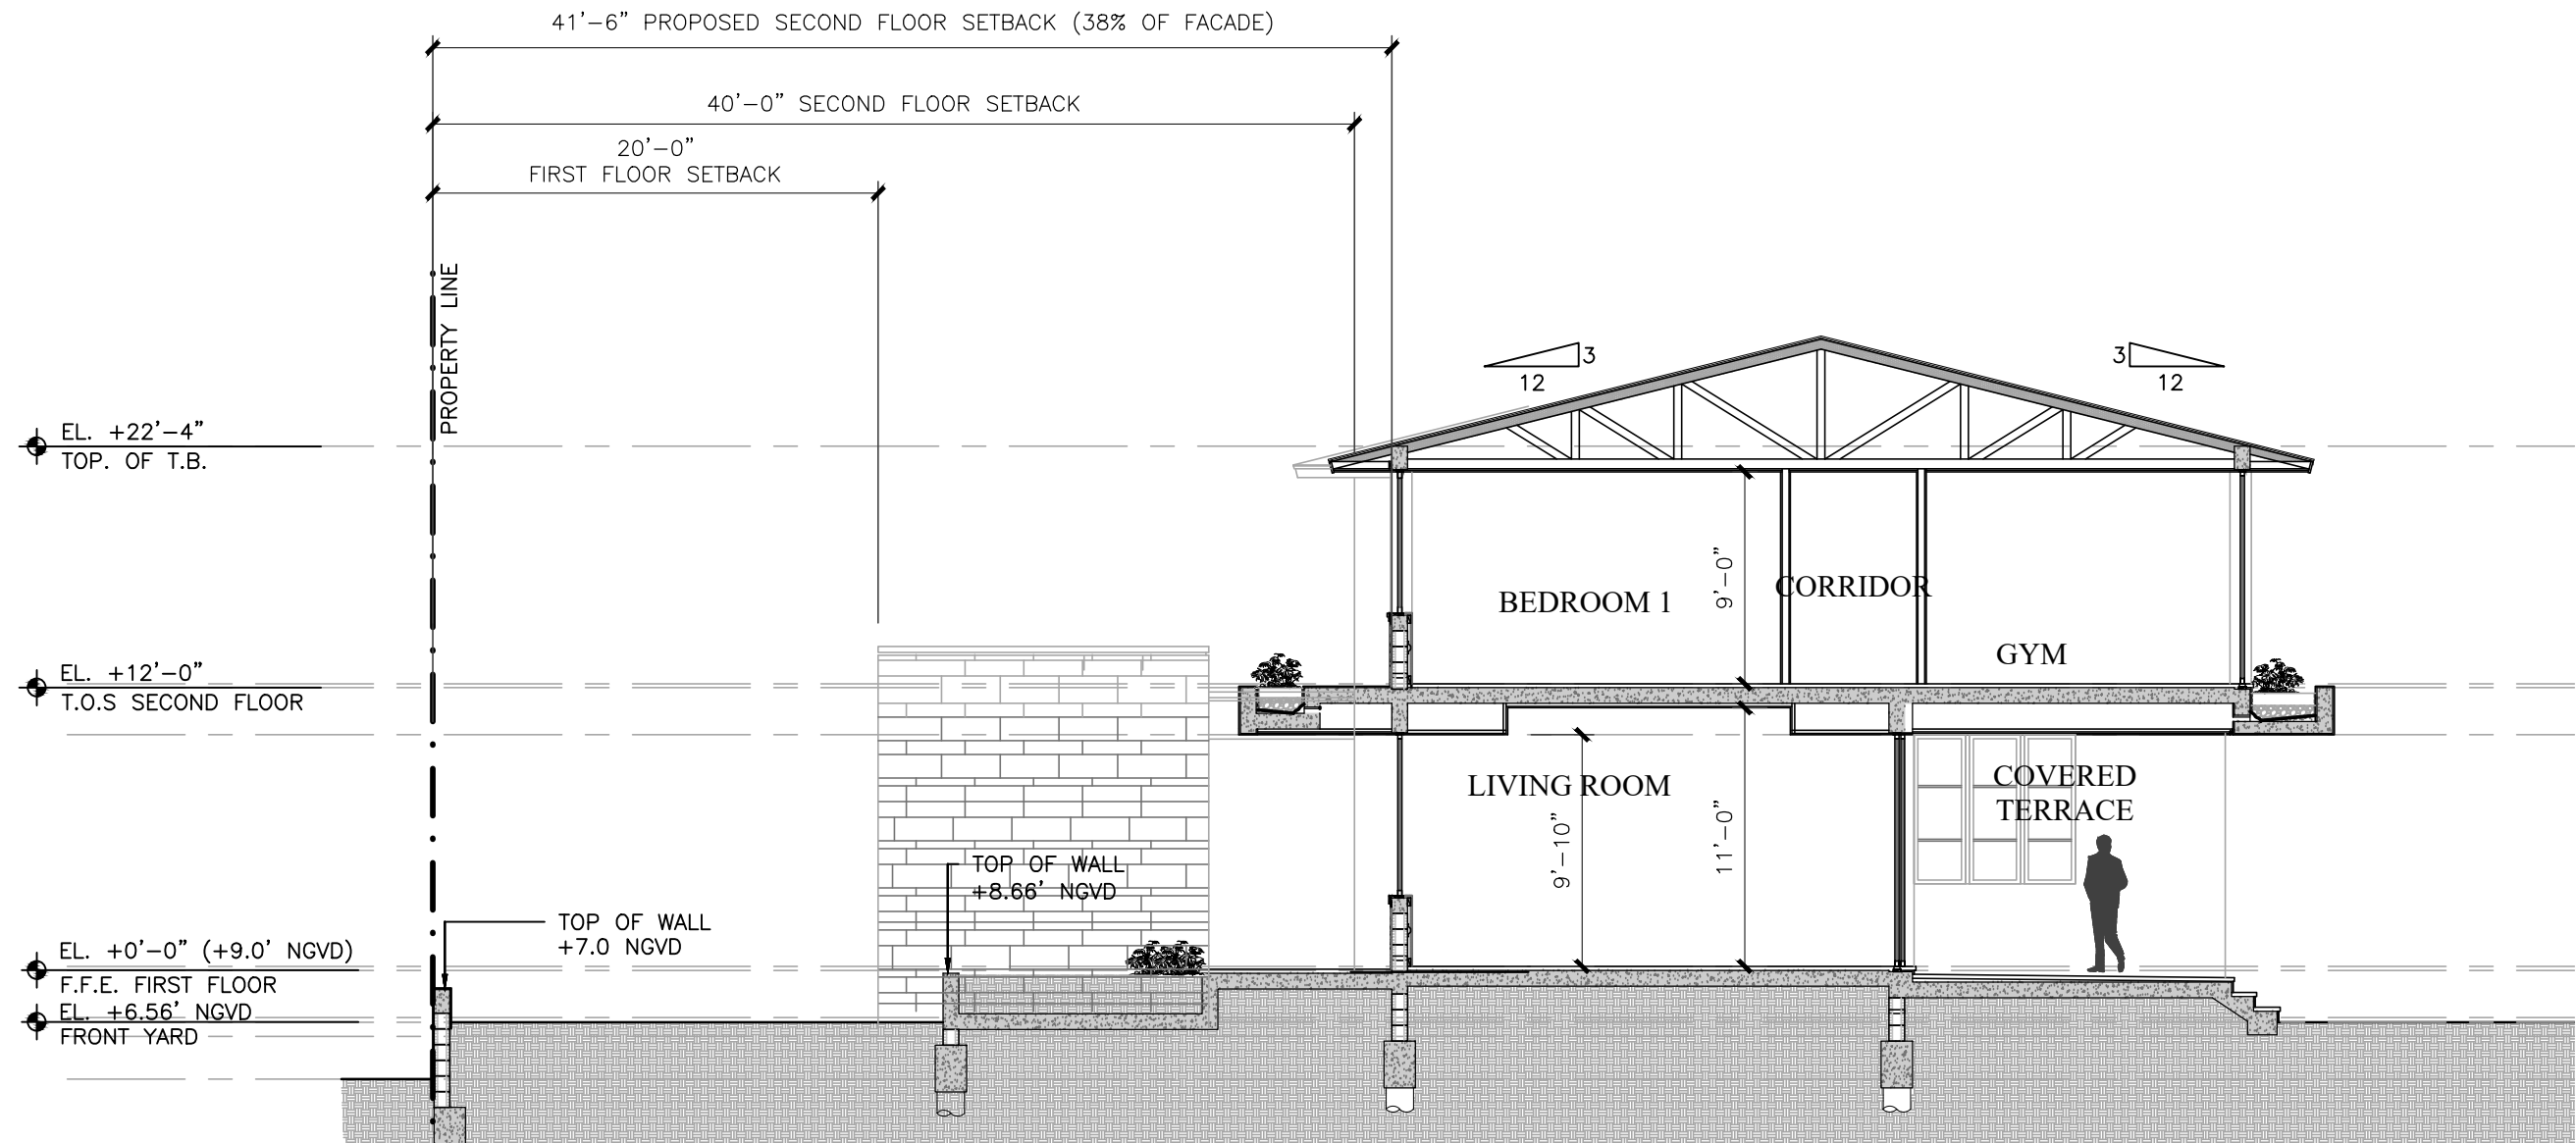 41'-6" PROPOSED SECOND FLOOR SETBACK (38% OF FACADE)
40'-0" SECOND FLOOR SETBACK
20'-0"
FIRST FLOOR SETBACK
PROPERTY LINE
3
12
3
12
EL. +22'-4"
TOP. OF T.B.
BEDROOM 1
9'-0"
CORRIDOR
GYM
EL. +12'-0"
T.O.S SECOND FLOOR
LIVING ROOM
9'-10"
11'-0"
COVERED
TERRACE
TOP OF WALL
+8.66' NGVD
TOP OF WALL
+7.0 NGVD
EL. +0'-0" (+9.0' NGVD)
F.F.E. FIRST FLOOR
EL. +6.56' NGVD
FRONT YARD